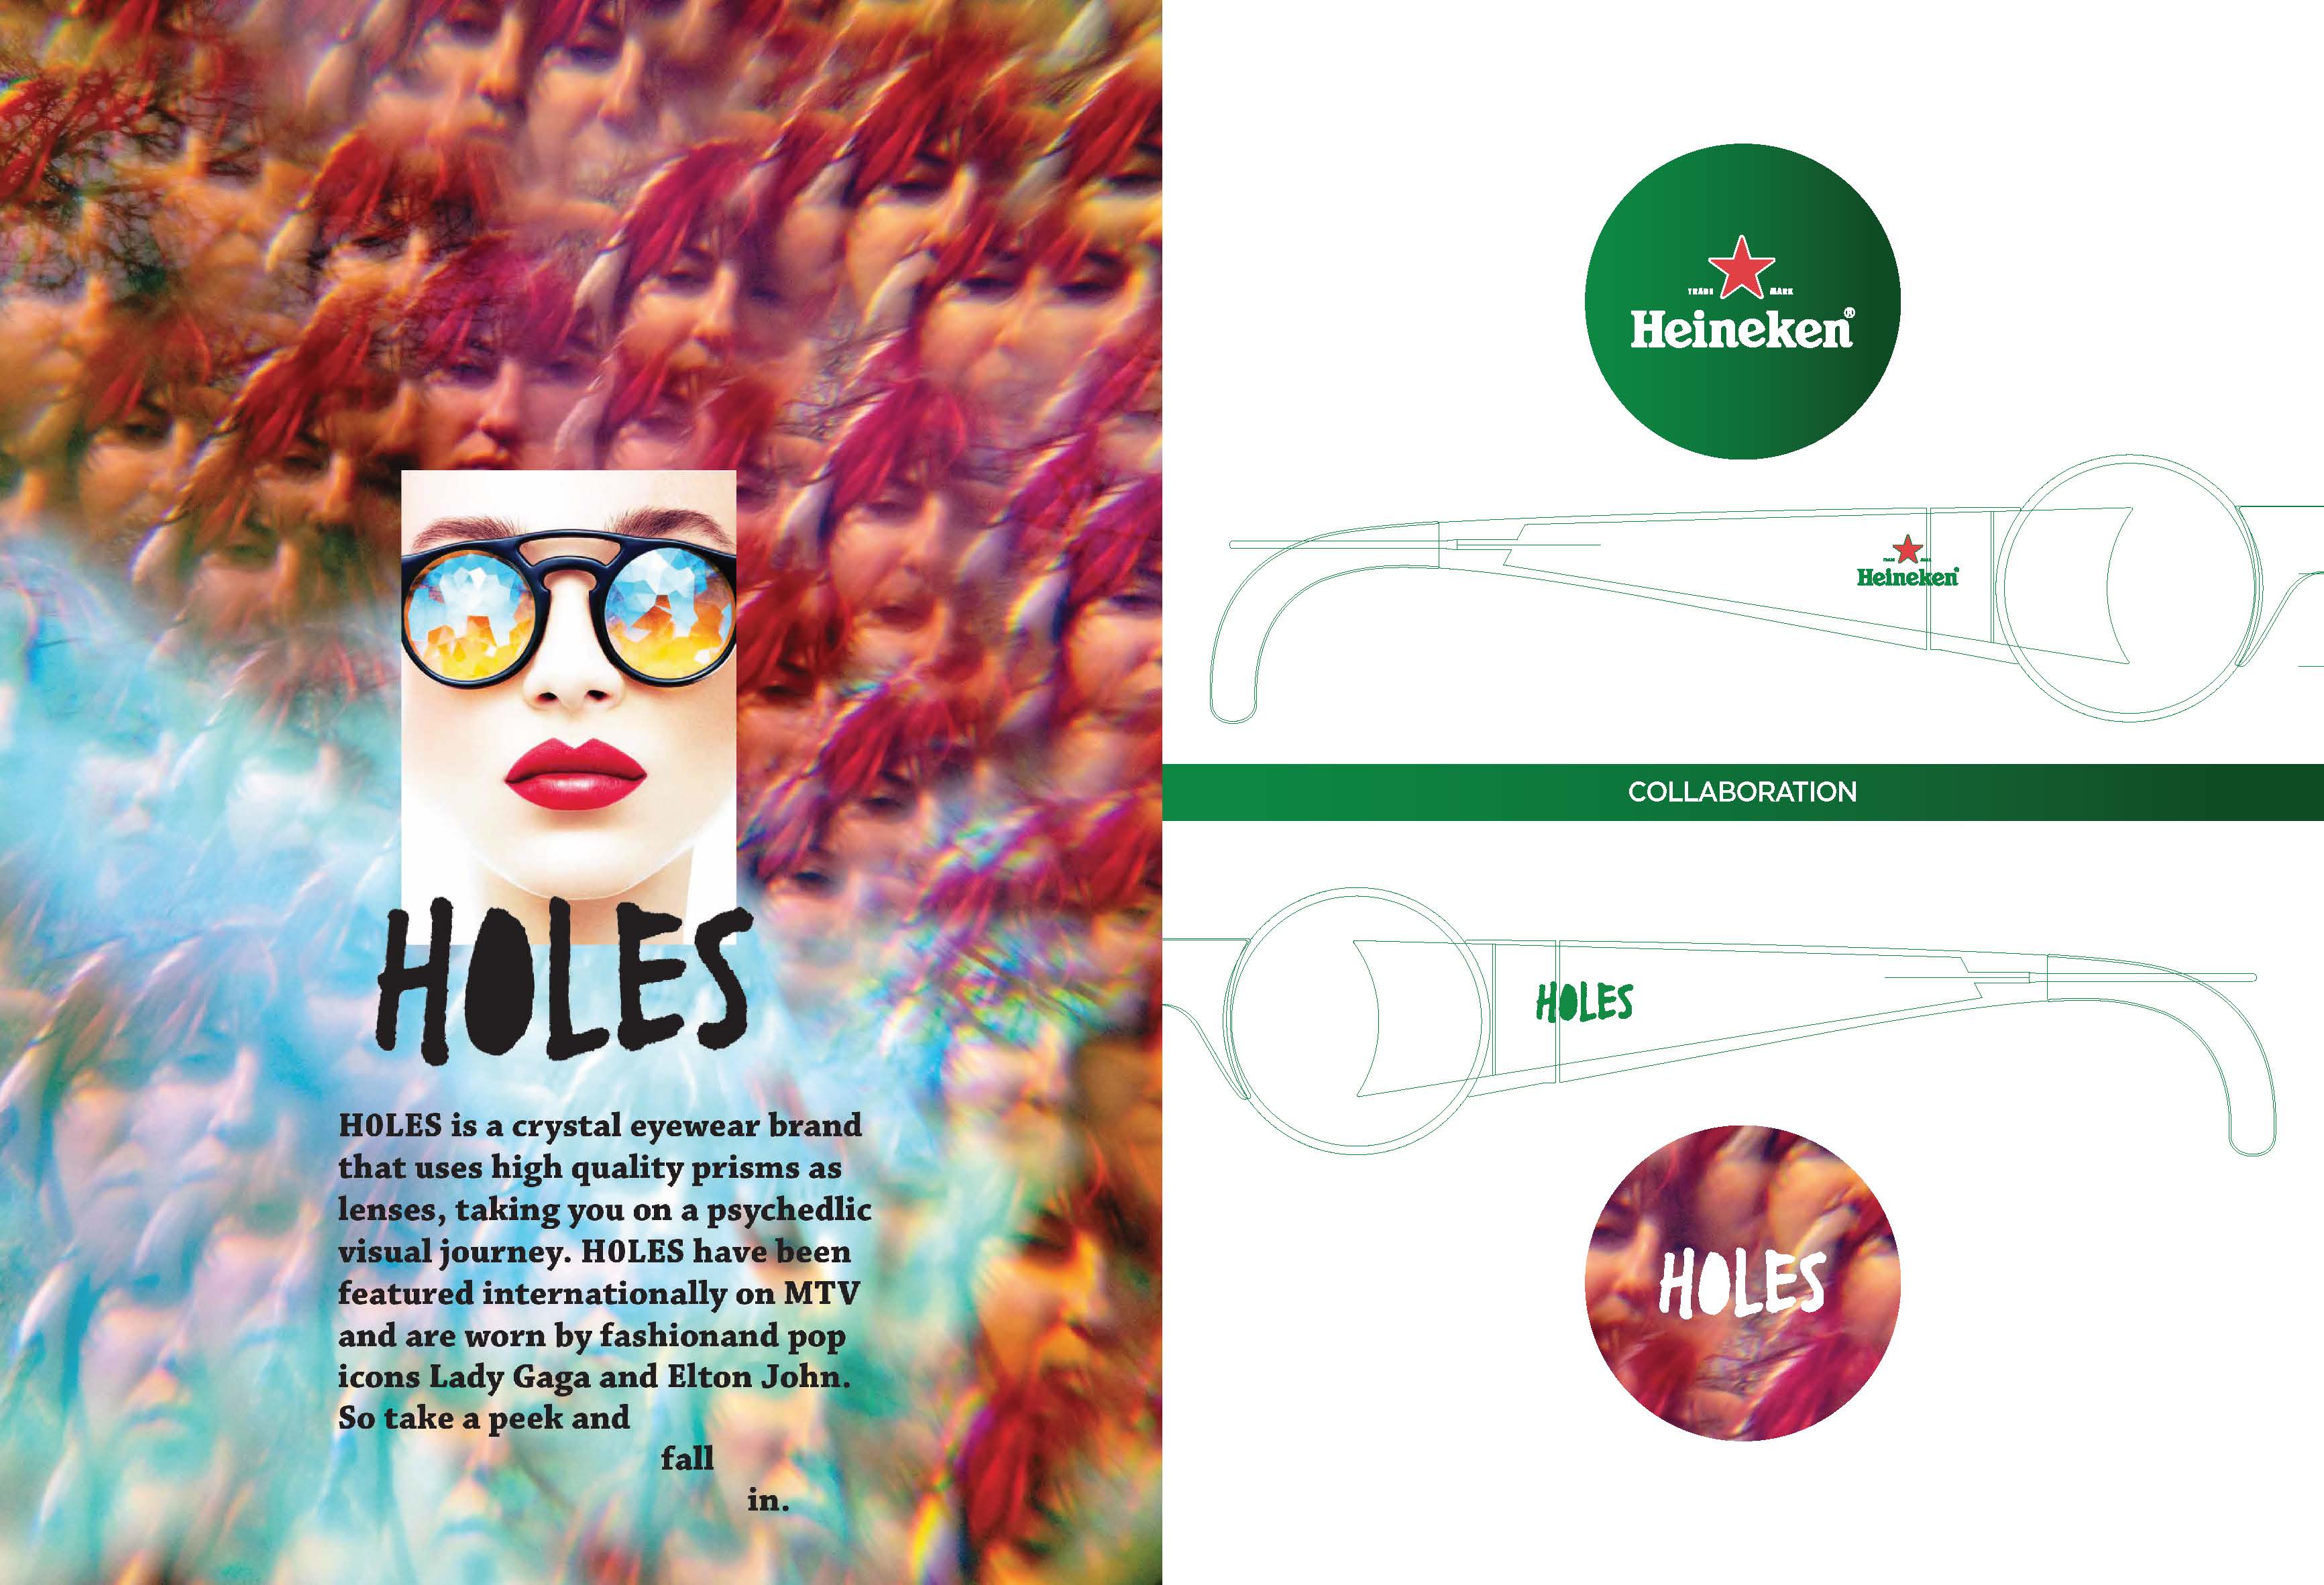 HOLES
H0LES is a crystal eyewear brand
that uses high quality prisms as
lenses, taking you on a psychedlic
visual journey. H0LES have been
featured internationally on MTV
and are worn by fashionand pop
icons Lady Gaga and Elton John.
So take a peek and
fall
in.
TRADE MARK
Heineken®
TRADE MARK
Heineken®
COLLABORATION
HOLES
HOLES